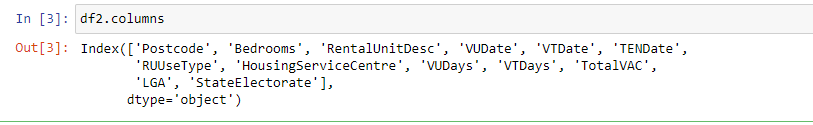 In [3]: df2.columns
Out[3]: Index(['Postcode', 'Bedrooms', 'RentalUnitDesc', 'VUDate', 'VTDate', 'TENDate',
'RUUseType', 'HousingServiceCentre', 'VUDays', 'VTDays', 'TotalVAC',
'LGA', 'StateElectorate'],
dtype='object')